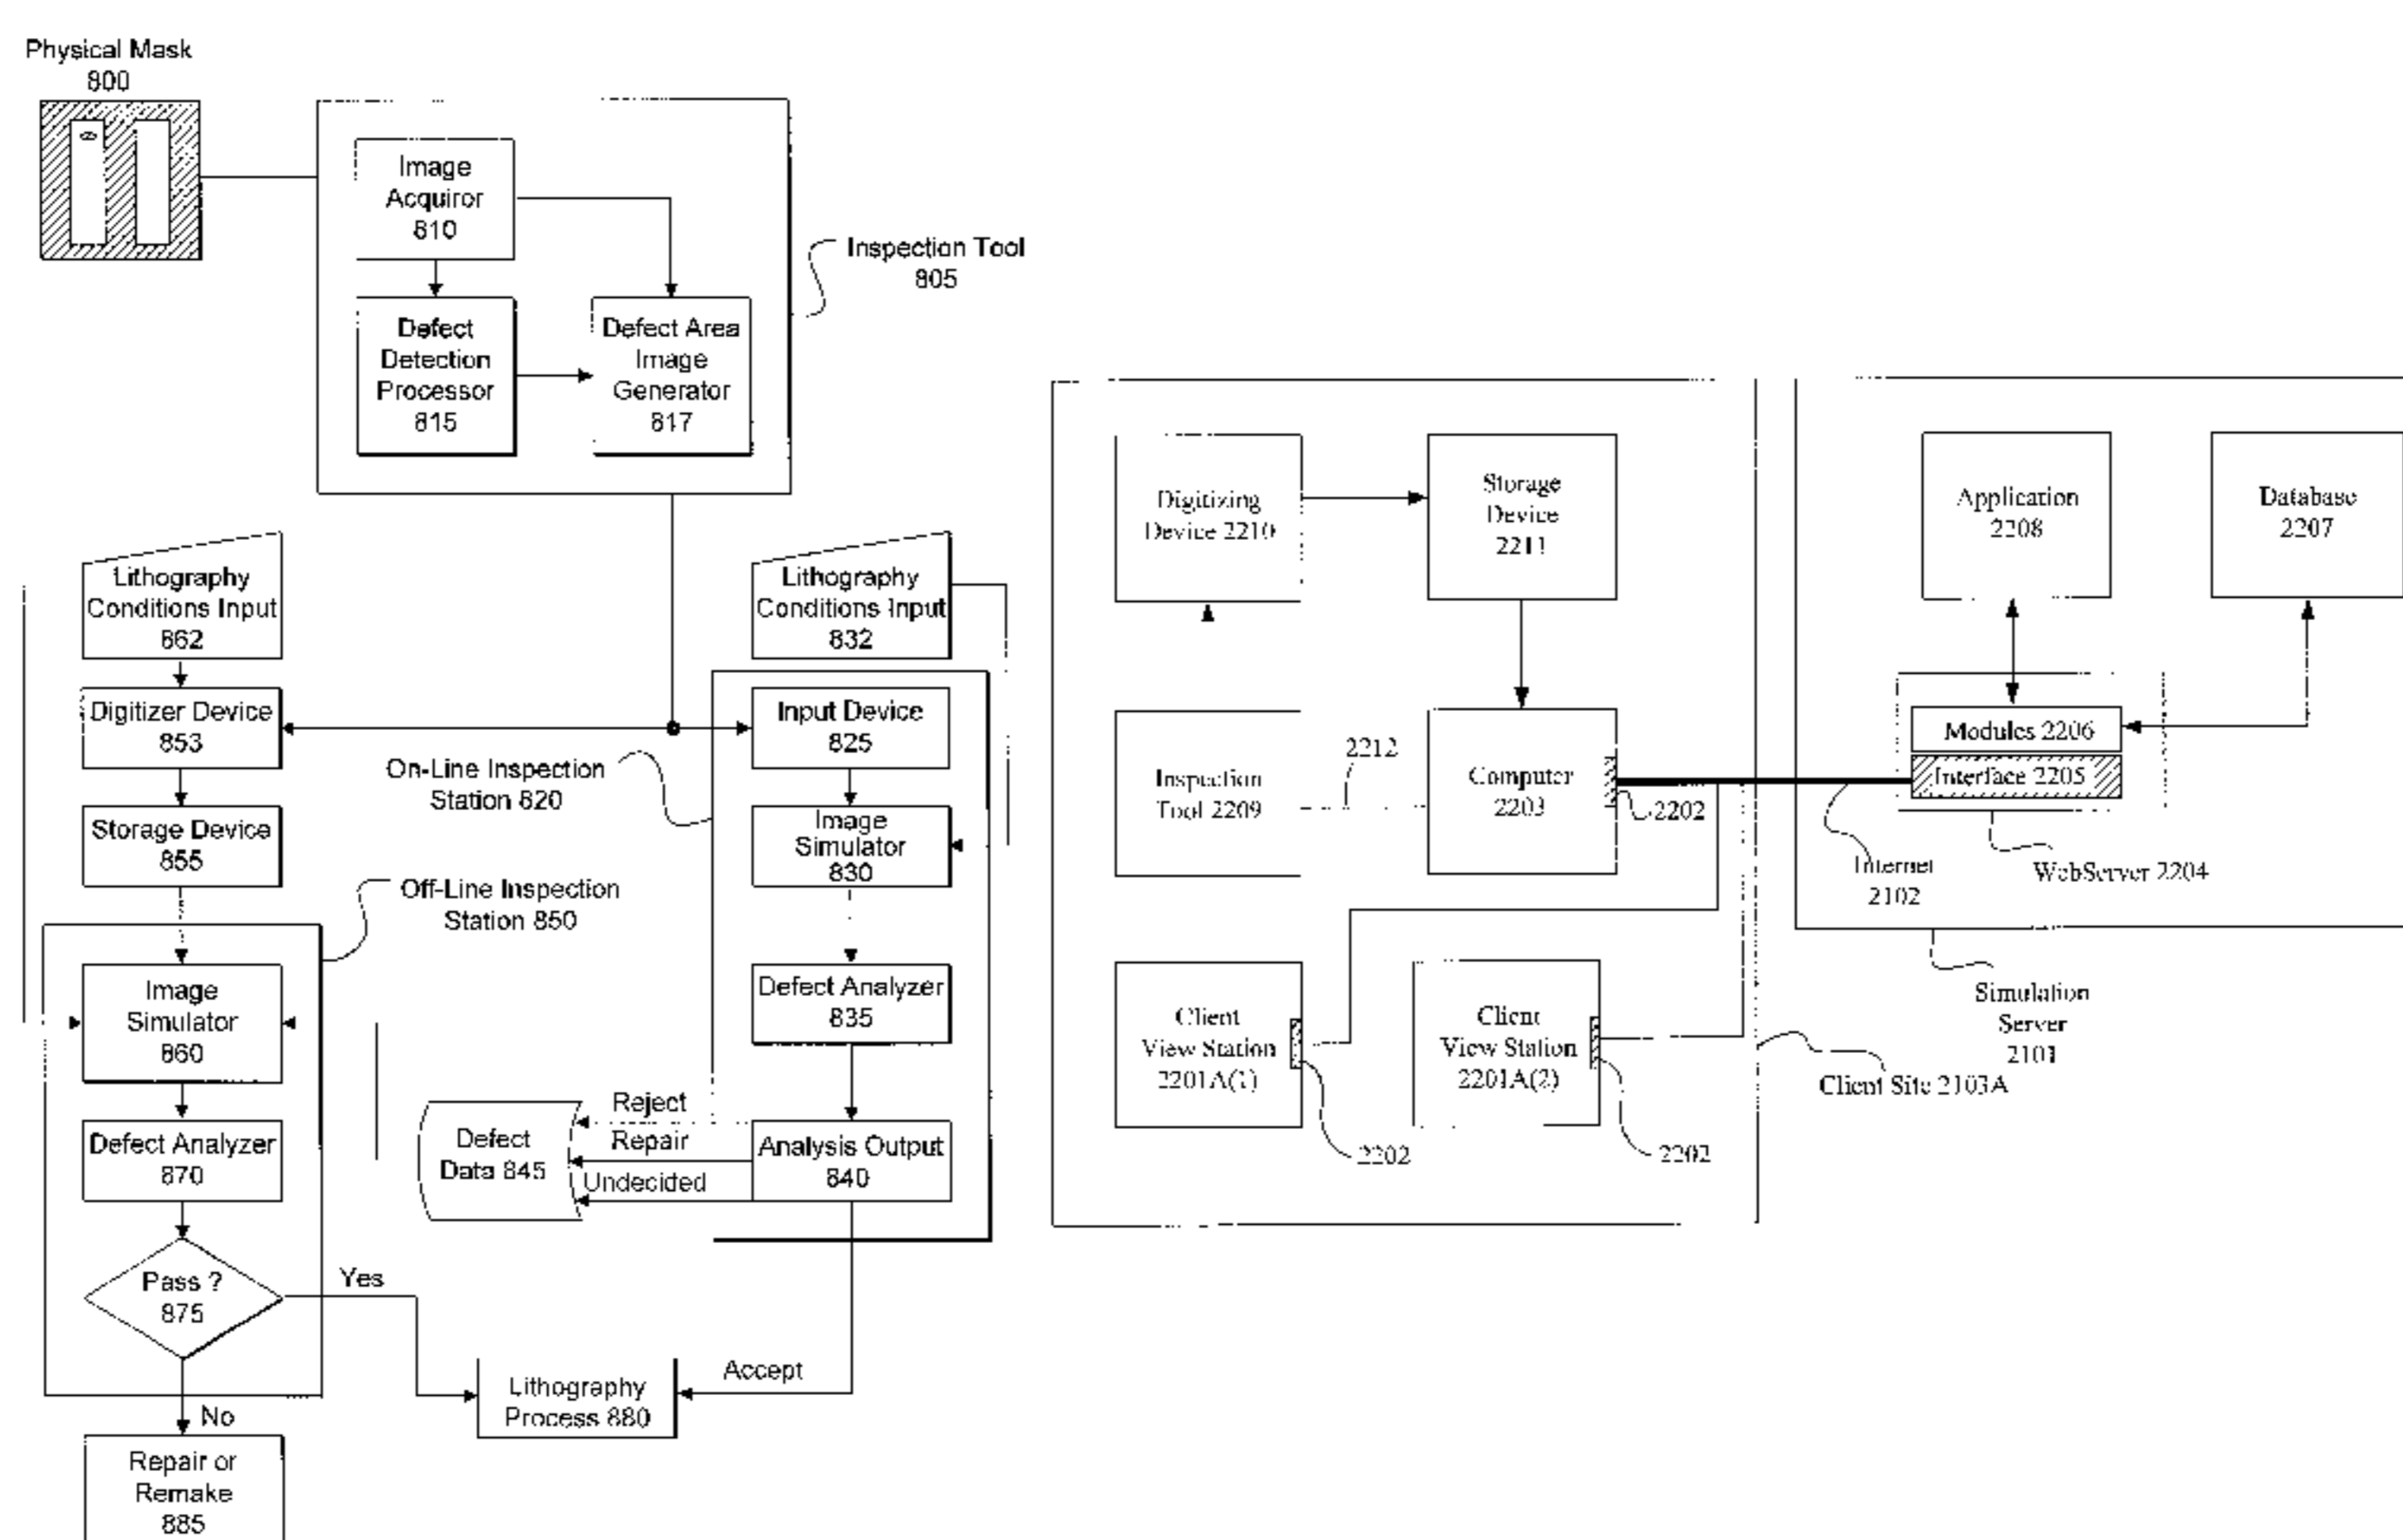 Physical Mask
800
Image
Acquiror
810
Inspection Tool
805
Defect
Detection
Processor
815
Defect Area
Image
Generator
817
Lithography
Conditions Input
862
Lithography
Conditions Input
832
Digitizer Device
853
Input Device
825
On-Line Inspection
Station 820
Storage Device
855
Image
Simulator
830
Off-Line Inspection
Station 850
Image
Simulator
860
Defect Analyzer
835
Defect Analyzer
870
Reject
Repair
Undecided
Defect
Data 845
Analysis Output
840
Pass ?
875
Yes
No
Accept
Lithography
Process 880
Repair or
Remake
885
Digitizing
Device 2210
Storage
Device
2211
Application
2208
Database
2207
Inspection
Tool 2209
2212
Computer
2203
2202
Modules 2206
Interface 2205
Internet
2102
WebServer 2204
Client
View Station
2201A(1)
2202
Client
View Station
2201A(2)
2202
Simulation
Server
2101
Client Site 2103A